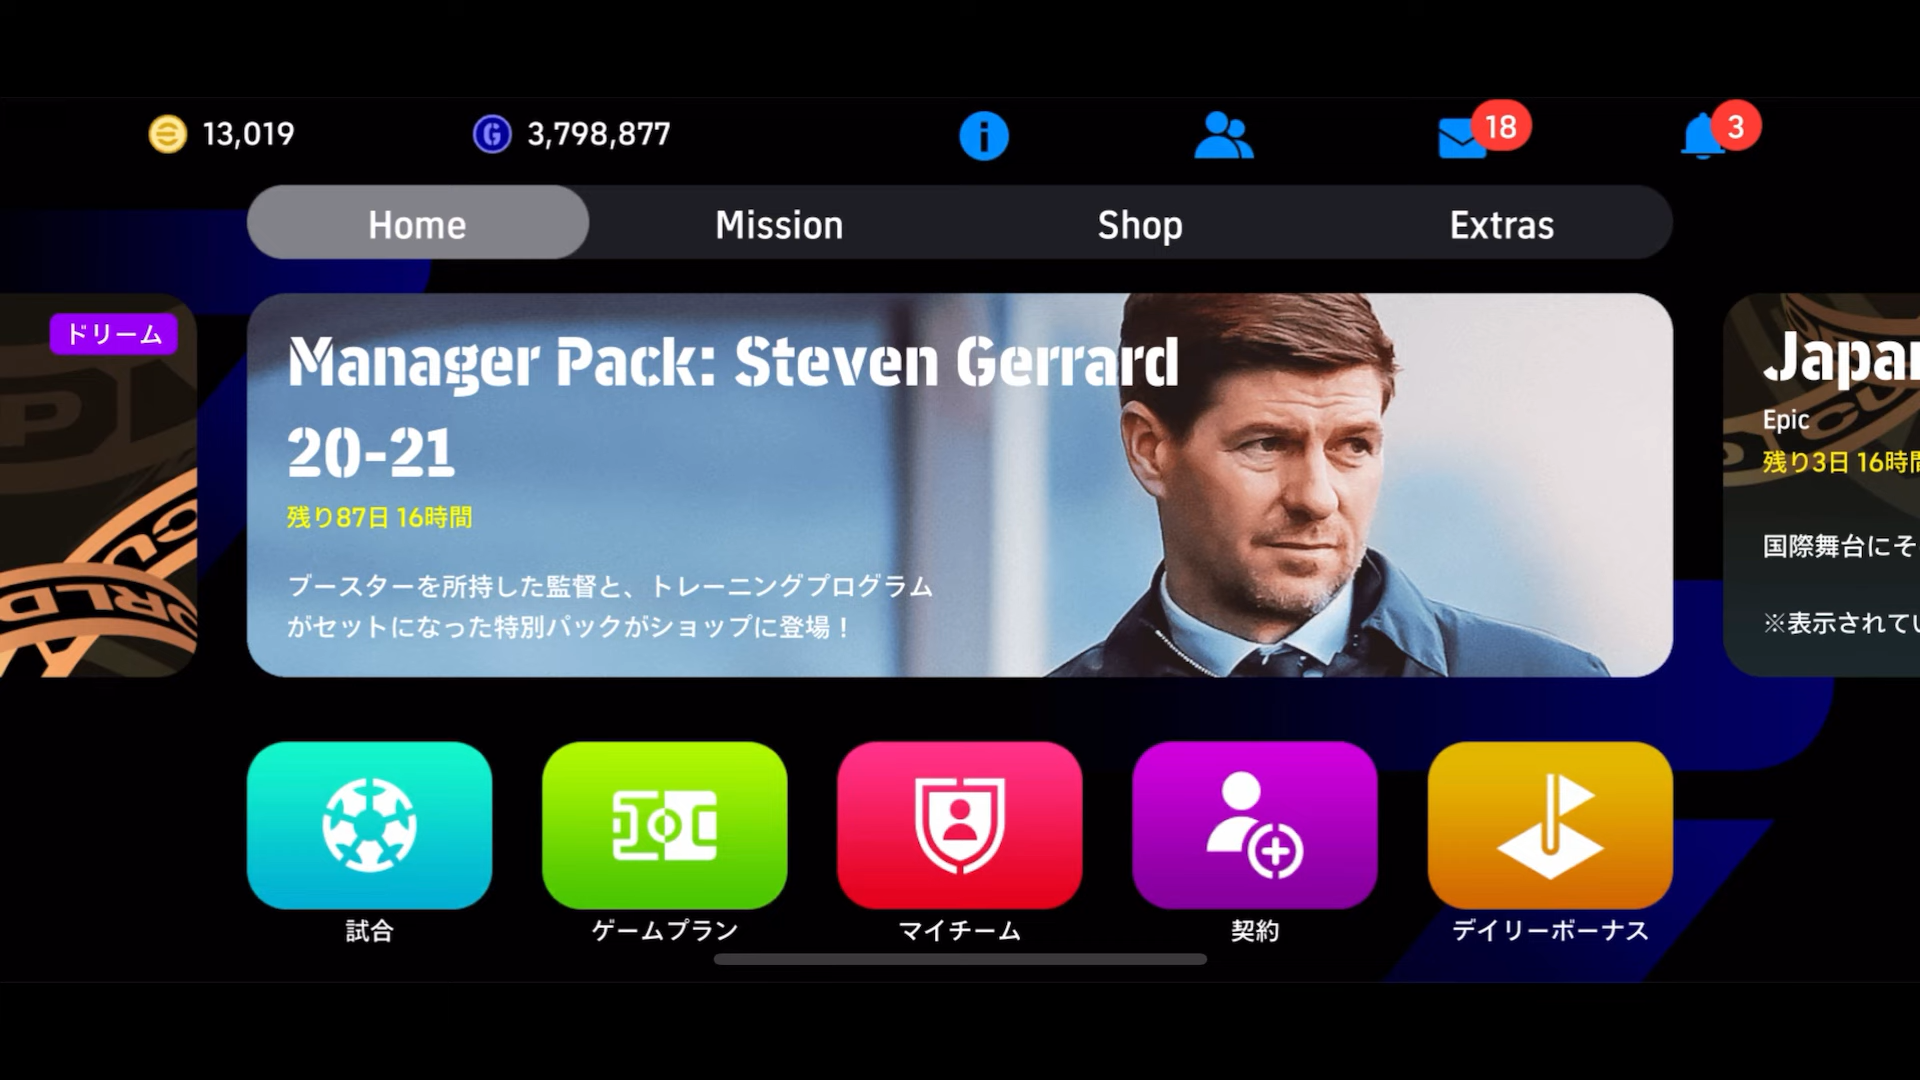 13,019
3,798,877
18
3
Home
Mission
Shop
Extras
ドリーム
CUP
WORLD
Manager Pack: Steven Gerrard
20-21
残り87日 16時間
ブースターを所持した監督と、トレーニングプログラム
がセットになった特別パックがショップに登場！
Japan
Epic
残り3日 16時間
国際舞台にそ
※表示されてい
試合
ゲームプラン
マイチーム
契約
デイリーボーナス